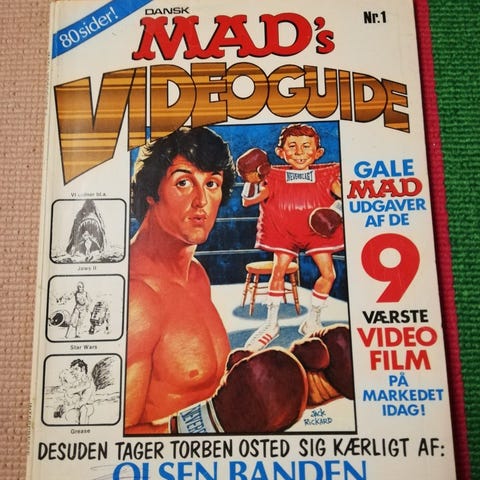 80 sider!
DANSK
MAD's
Nr.1
VIDEOGUIDE
GALE
MAD
UDGAVER
AF DE
9
VÆRSTE
VIDEO
FILM
PÅ
MARKEDET
IDAG!
Jaws II
Star Wars
Grease
NEVERLAST
JACK
RICKARD
DESUDEN TAGER TORBEN OSTED SIG KÆRLIGT AF:
OLSEN BANDEN